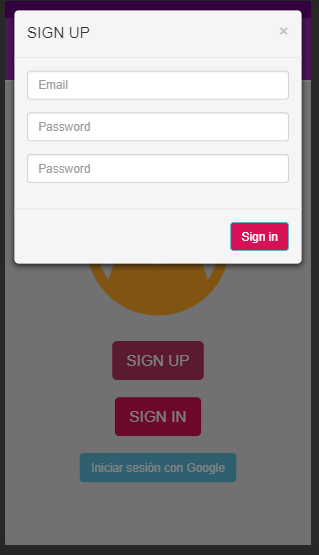 SIGN UP ×
Email
Password
Password
Sign in
SIGN UP
SIGN IN
Iniciar sesión con Google